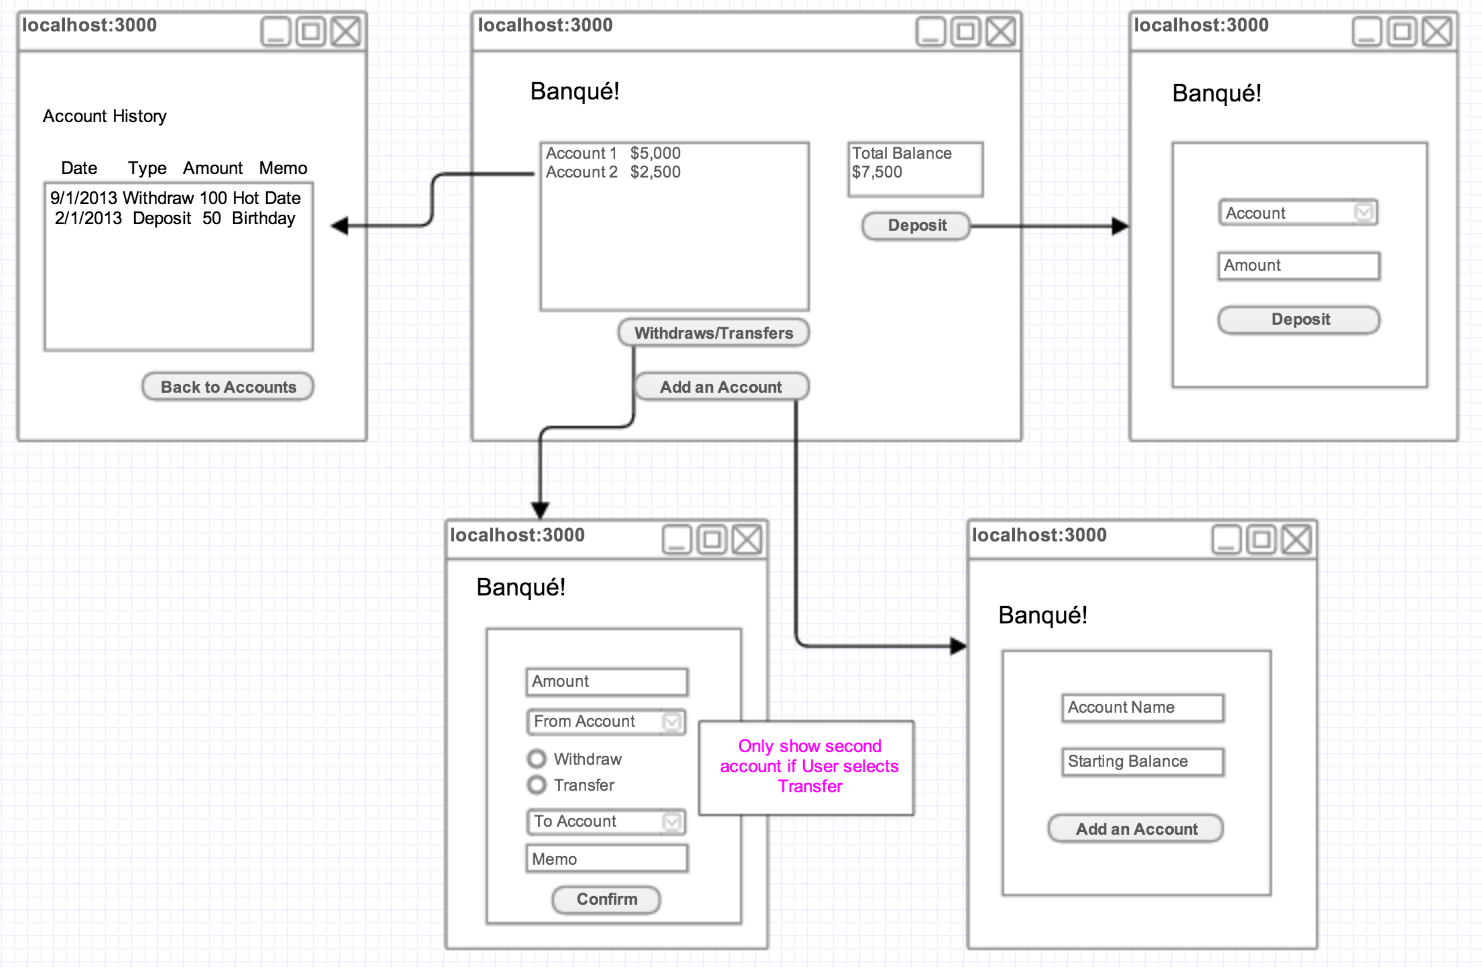 localhost:3000
Account History
Date Type Amount Memo
9/1/2013 Withdraw 100 Hot Date
2/1/2013 Deposit 50 Birthday
Back to Accounts
localhost:3000
Banqué!
Account 1 $5,000
Account 2 $2,500
Total Balance
$7,500
Deposit
Withdraws/Transfers
Add an Account
localhost:3000
Banqué!
Account
Amount
Deposit
localhost:3000
Banqué!
Amount
From Account
Withdraw
Transfer
To Account
Memo
Confirm
Only show second
account if User selects
Transfer
localhost:3000
Banqué!
Account Name
Starting Balance
Add an Account